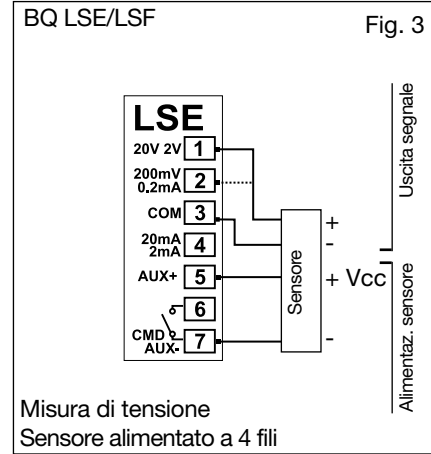 BQ LSE/LSF
Fig. 3
LSE
20V 2V 1
200mV
0.2mA 2
COM 3
20mA
2mA 4
AUX+ 5
6
CMD
AUX- 7
Sensore
+
-
+ Vcc
-
Uscita segnale
Alimentaz. sensore
Misura di tensione
Sensore alimentato a 4 fili